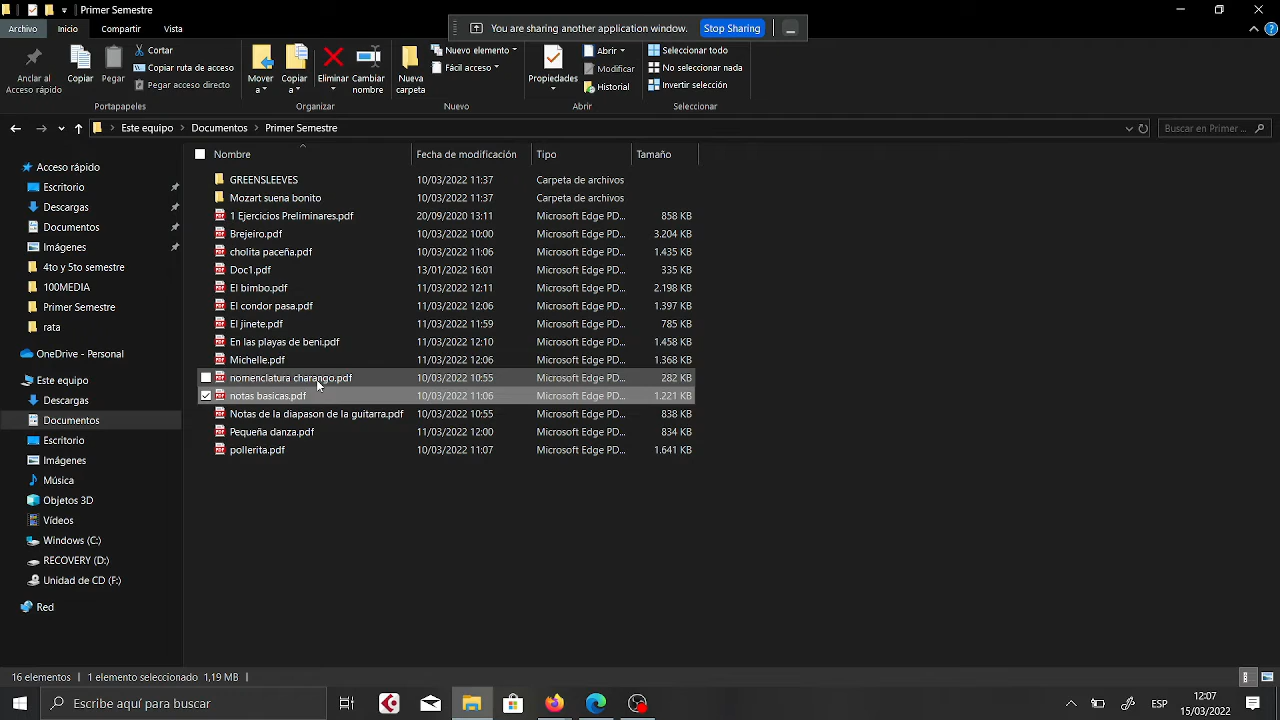 Primer Semestre
You are sharing another application window. Stop Sharing
Archivo Inicio Compartir Vista
Anclar al Acceso rápido
Copiar
Pegar
Cortar
Copiar ruta de acceso
Pegar acceso directo
Portapapeles
Mover a
Copiar a
Eliminar
Cambiar nombre
Organizar
Nueva carpeta
Nuevo elemento
Fácil acceso
Nuevo
Propiedades
Abrir
Modificar
Historial
Abrir
Seleccionar todo
No seleccionar nada
Invertir selección
Seleccionar
Este equipo > Documentos > Primer Semestre
Buscar en Primer ...
Acceso rápido
Escritorio
Descargas
Documentos
Imágenes
4to y 5to semestre
100MEDIA
Primer Semestre
rata
OneDrive - Personal
Este equipo
Descargas
Documentos
Escritorio
Imágenes
Música
Objetos 3D
Vídeos
Windows (C:)
RECOVERY (D:)
Unidad de CD (F:)
Red
Nombre Fecha de modificación Tipo Tamaño
GREENSLEEVES 10/03/2022 11:37 Carpeta de archivos
Mozart suena bonito 10/03/2022 11:37 Carpeta de archivos
1 Ejercicios Preliminares.pdf 20/09/2020 13:11 Microsoft Edge PD... 858 KB
Brejeiro.pdf 10/03/2022 10:00 Microsoft Edge PD... 3.204 KB
cholita paceña.pdf 10/03/2022 11:06 Microsoft Edge PD... 1.435 KB
Doc1.pdf 13/01/2022 16:01 Microsoft Edge PD... 335 KB
El bimbo.pdf 11/03/2022 12:11 Microsoft Edge PD... 2.198 KB
El condor pasa.pdf 11/03/2022 12:06 Microsoft Edge PD... 1.397 KB
El jinete.pdf 11/03/2022 11:59 Microsoft Edge PD... 785 KB
En las playas de beni.pdf 11/03/2022 12:10 Microsoft Edge PD... 1.458 KB
Michelle.pdf 11/03/2022 12:06 Microsoft Edge PD... 1.368 KB
nomenclatura charango.pdf 10/03/2022 10:55 Microsoft Edge PD... 282 KB
notas basicas.pdf 10/03/2022 11:06 Microsoft Edge PD... 1.221 KB
Notas de la diapason de la guitarra.pdf 10/03/2022 10:55 Microsoft Edge PD... 838 KB
Pequeña danza.pdf 11/03/2022 12:00 Microsoft Edge PD... 834 KB
pollerita.pdf 10/03/2022 11:07 Microsoft Edge PD... 1.641 KB
16 elementos 1 elemento seleccionado 1,19 MB
Escribe aquí para buscar
ESP
12:07
15/03/2022